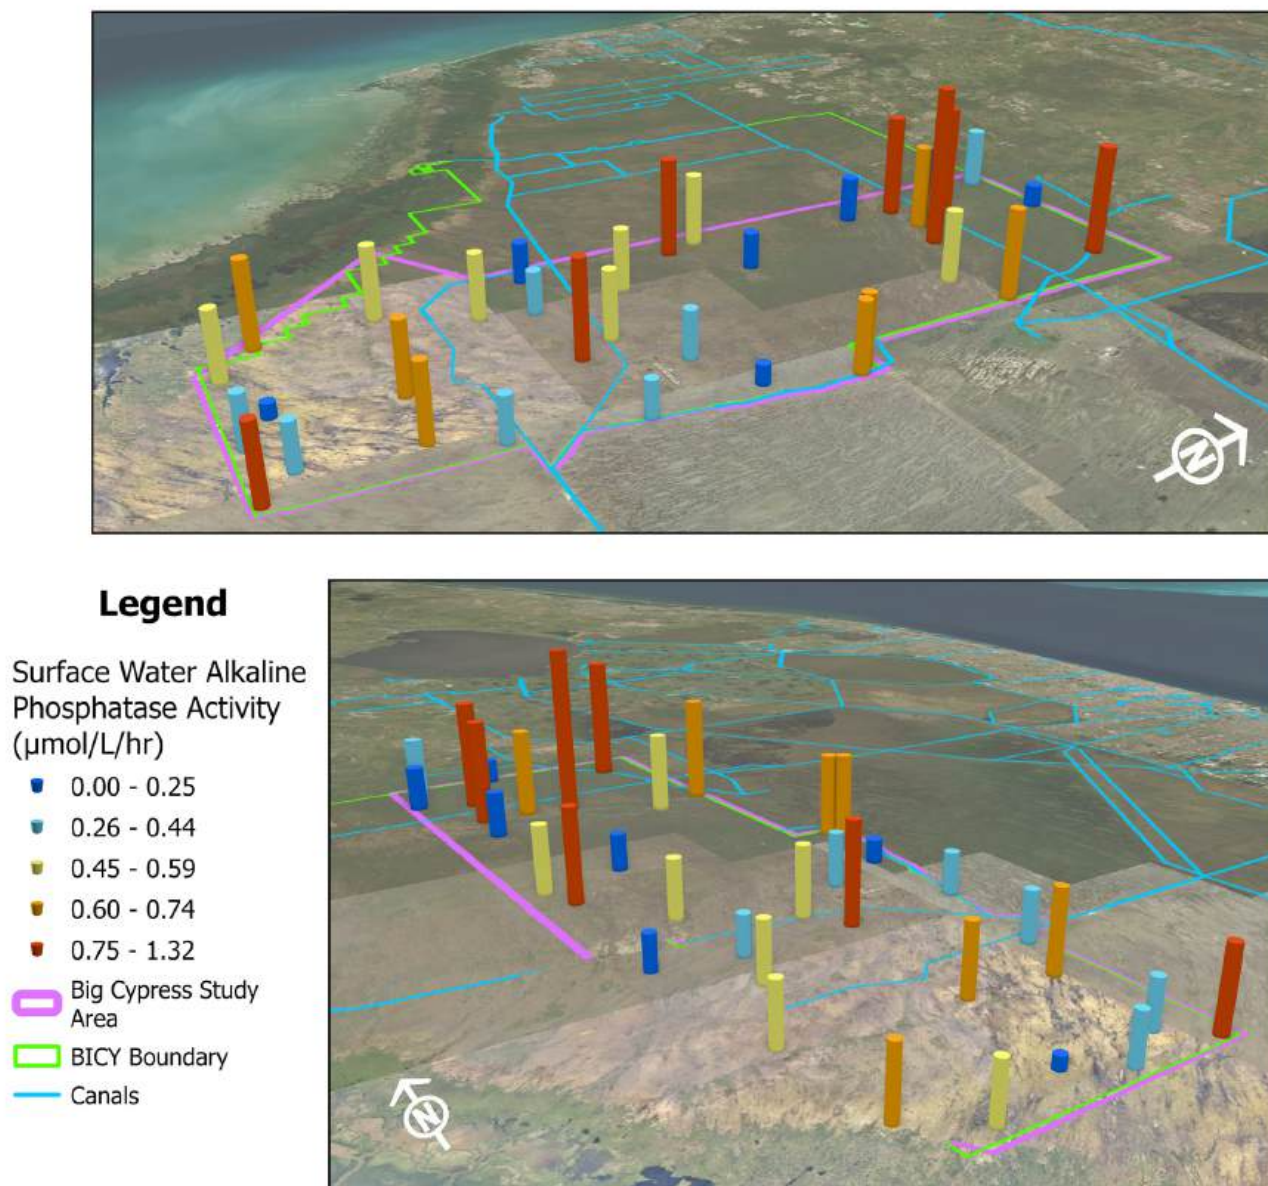 N
Legend
Surface Water Alkaline
Phosphatase Activity
(µmol/L/hr)
0.00 - 0.25
0.26 - 0.44
0.45 - 0.59
0.60 - 0.74
0.75 - 1.32
Big Cypress Study
Area
BICY Boundary
Canals
N